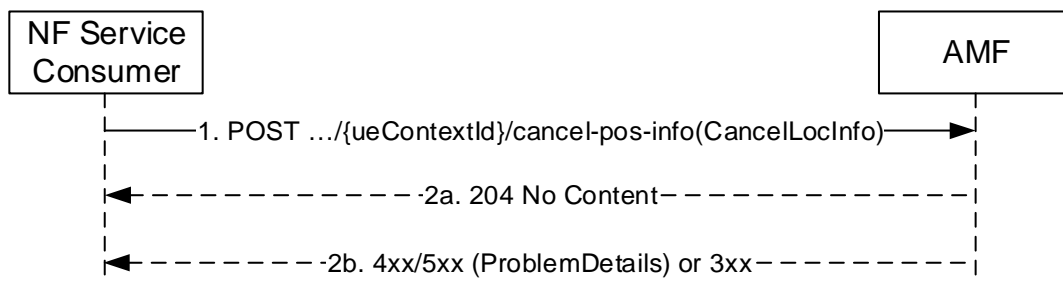 NF Service
Consumer
AMF
1. POST …/{ueContextId}/cancel-pos-info(CancelLocInfo)
2a. 204 No Content
2b. 4xx/5xx (ProblemDetails) or 3xx